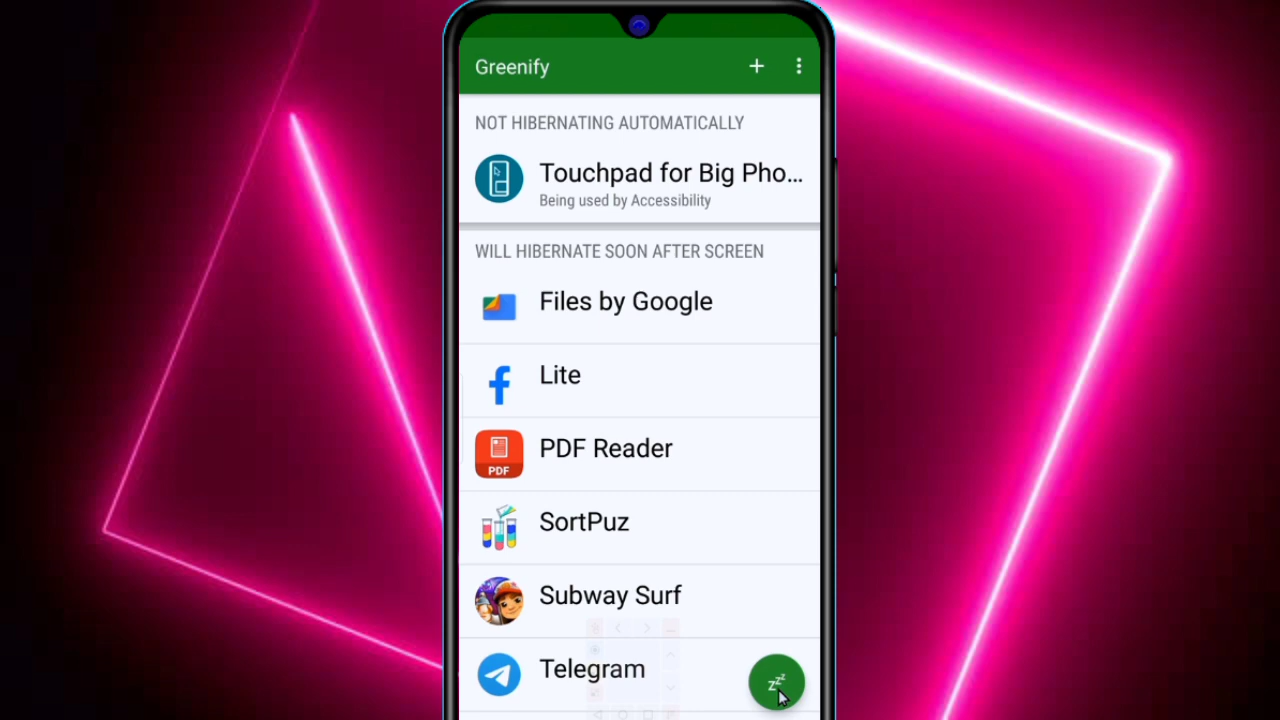 Greenify
NOT HIBERNATING AUTOMATICALLY
Touchpad for Big Pho...
Being used by Accessibility
WILL HIBERNATE SOON AFTER SCREEN
Files by Google
Lite
PDF Reader
PDF
SortPuz
Subway Surf
Telegram
zzz